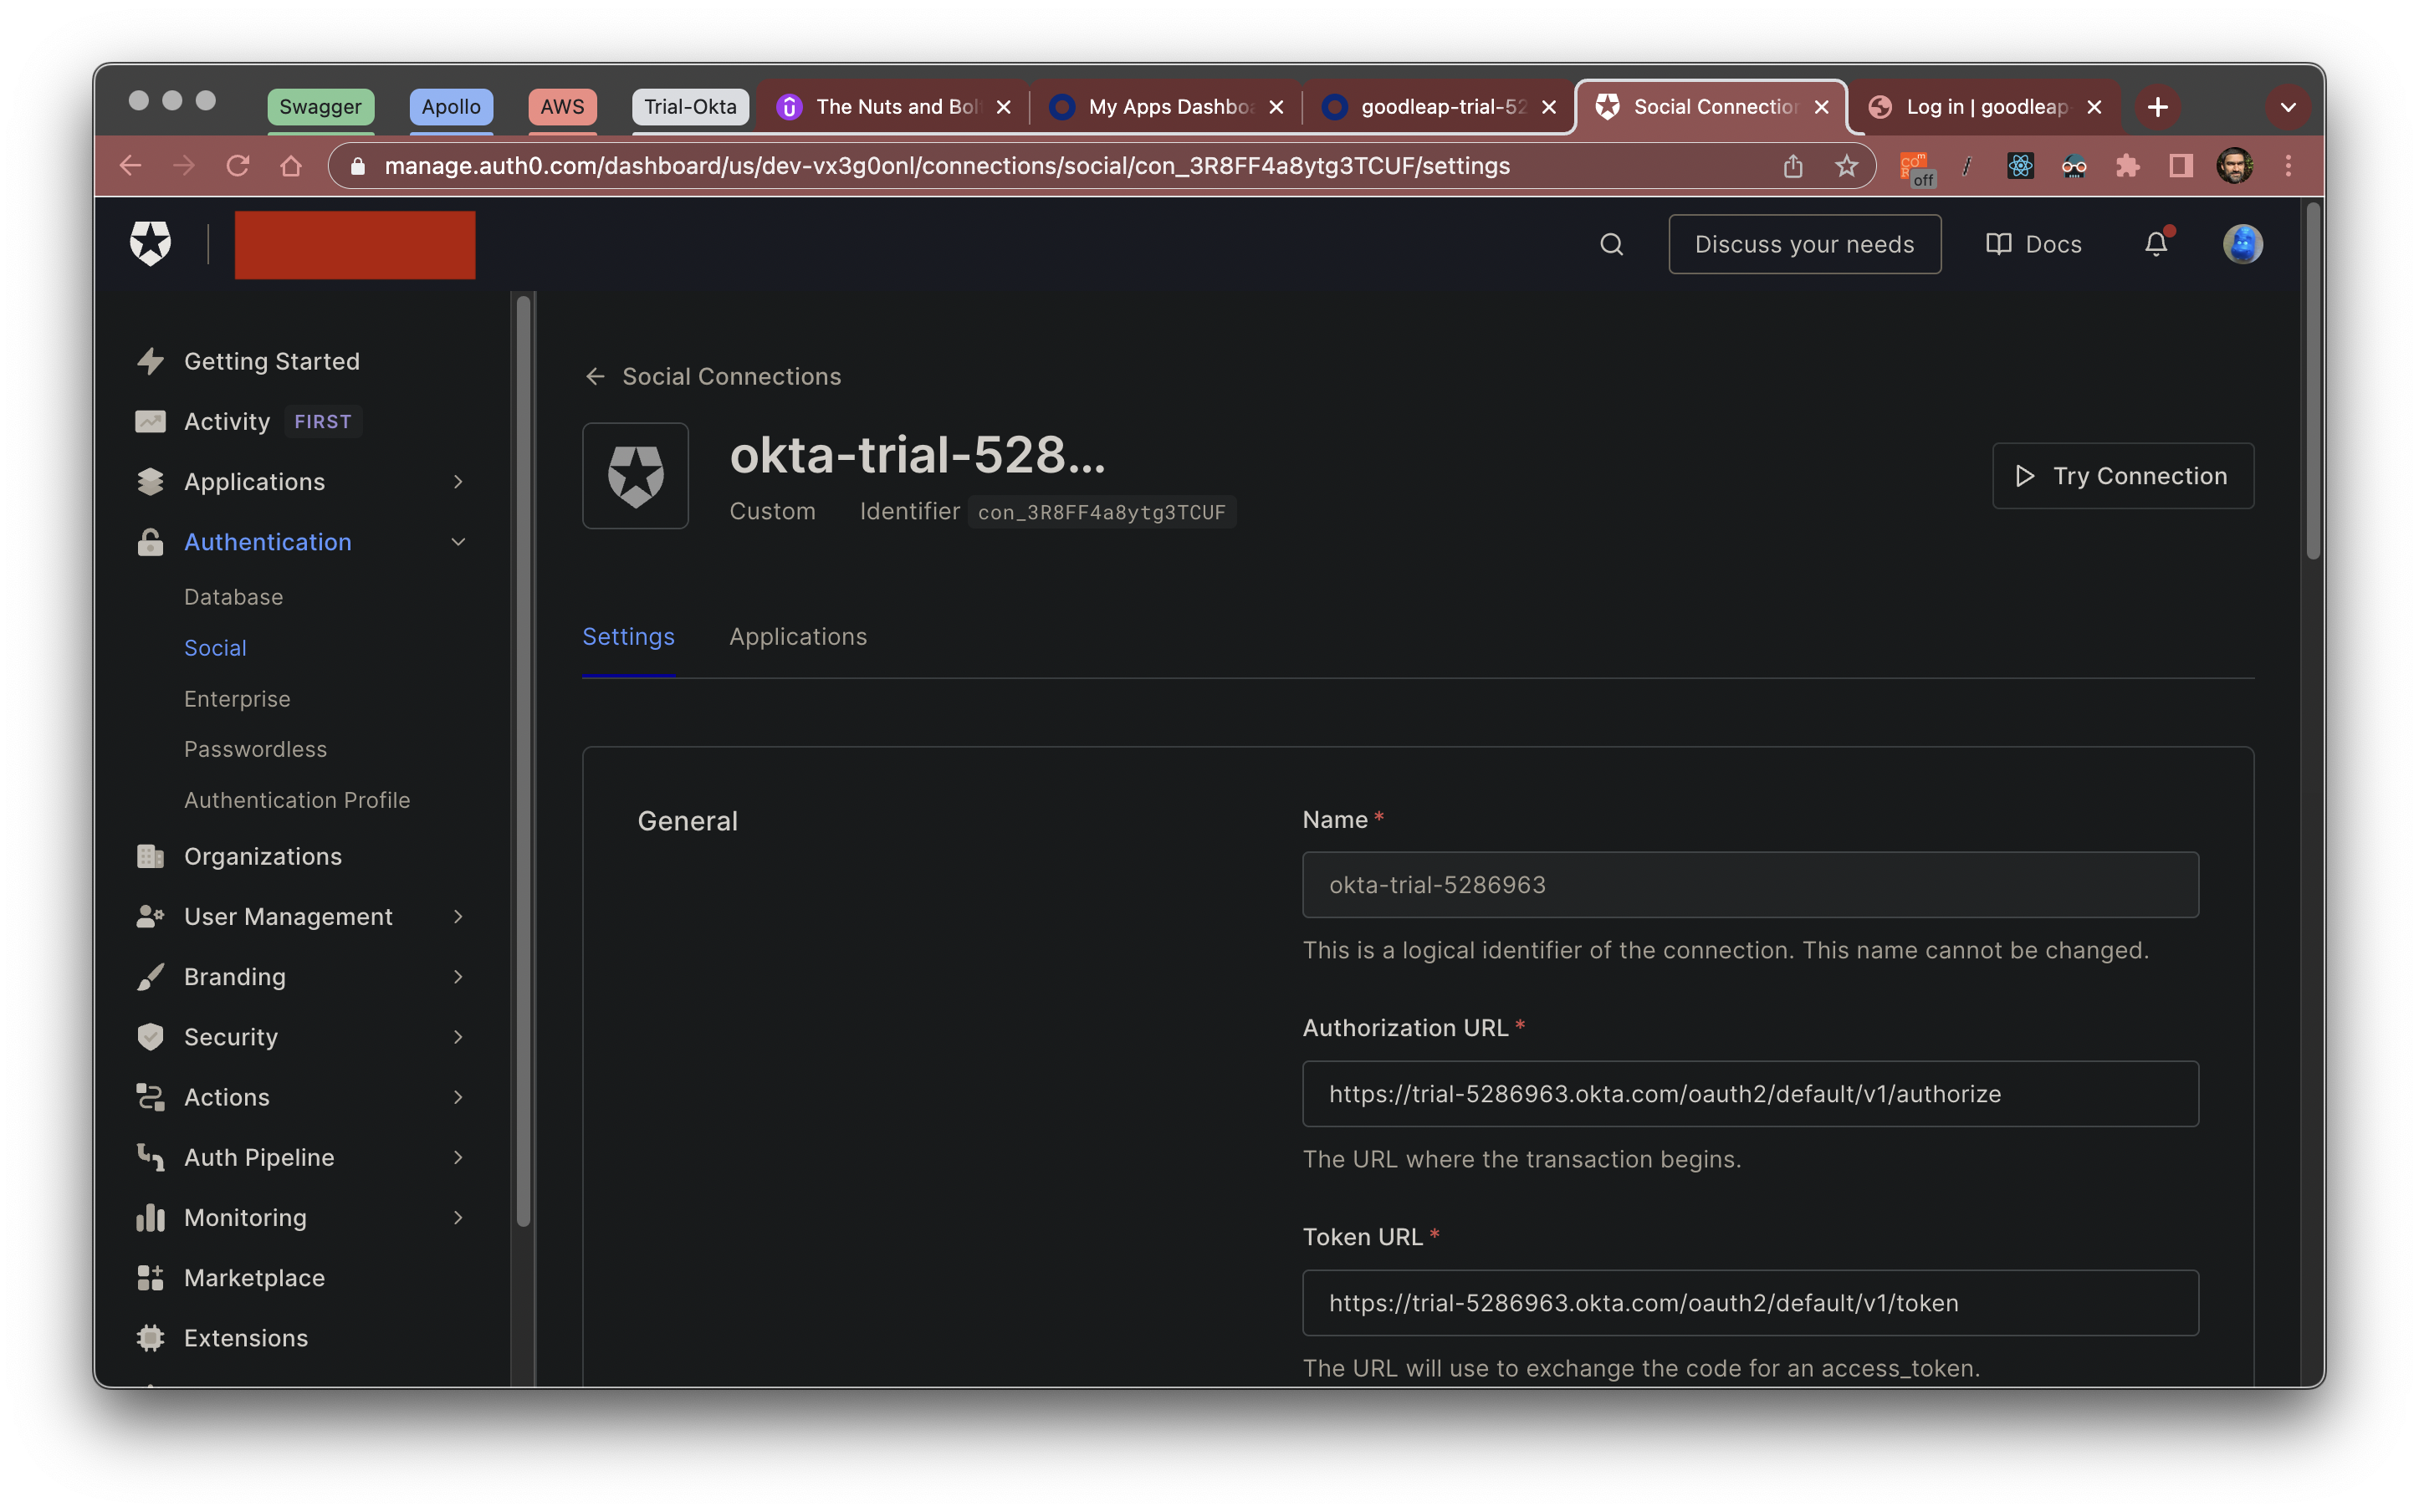 Swagger Apollo AWS Trial-Okta The Nuts and Bol My Apps Dashbo goodleap-trial-52 Social Connection Log in | goodleap
manage.auth0.com/dashboard/us/dev-vx3g0onl/connections/social/con_3R8FF4a8ytg3TCUF/settings
off
Discuss your needs Docs
Getting Started
Activity FIRST
Applications
Authentication
Database
Social
Enterprise
Passwordless
Authentication Profile
Organizations
User Management
Branding
Security
Actions
Auth Pipeline
Monitoring
Marketplace
Extensions
Social Connections
okta-trial-528...
Custom Identifier con_3R8FF4a8ytg3TCUF
Try Connection
Settings Applications
General
Name *
okta-trial-5286963
This is a logical identifier of the connection. This name cannot be changed.
Authorization URL *
https://trial-5286963.okta.com/oauth2/default/v1/authorize
The URL where the transaction begins.
Token URL *
https://trial-5286963.okta.com/oauth2/default/v1/token
The URL will use to exchange the code for an access_token.